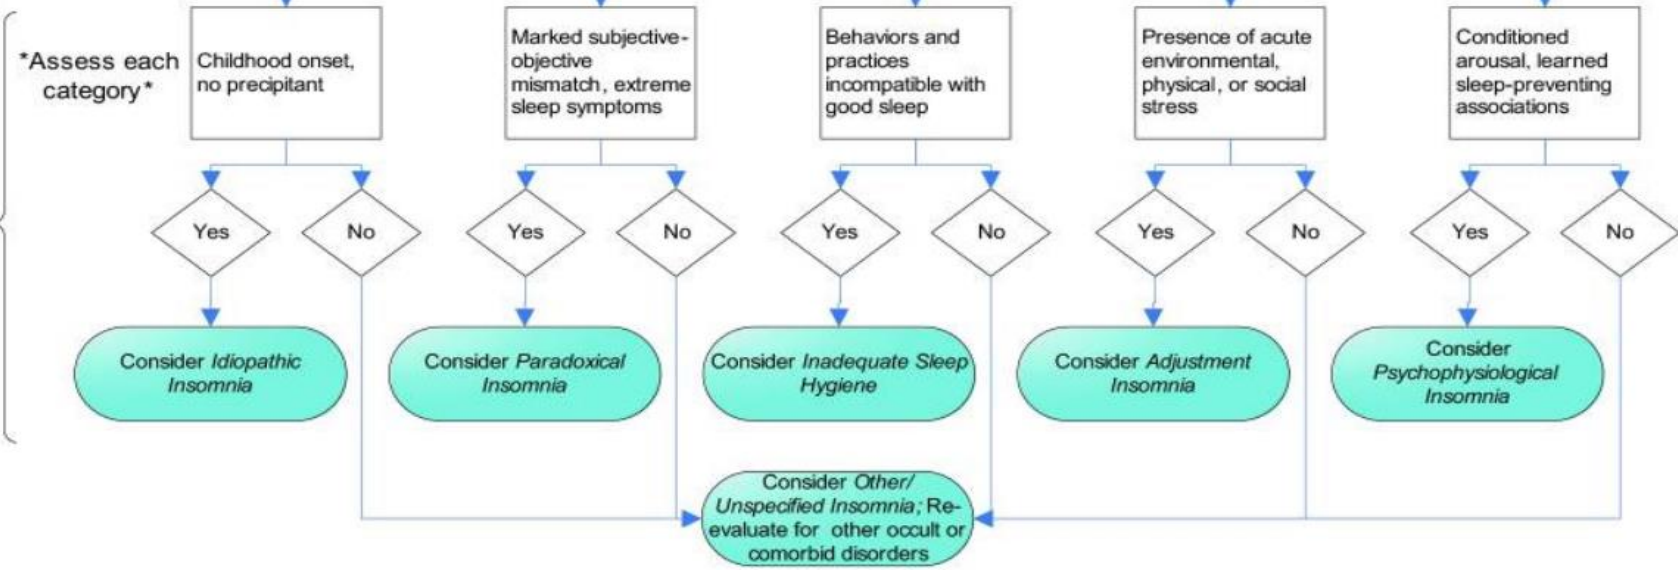 *Assess each
category*
Childhood onset,
no precipitant
Marked subjective-
objective
mismatch, extreme
sleep symptoms
Behaviors and
practices
incompatible with
good sleep
Presence of acute
environmental,
physical, or social
stress
Conditioned
arousal, learned
sleep-preventing
associations
Yes
No
Yes
No
Yes
No
Yes
No
Yes
No
Consider Idiopathic
Insomnia
Consider Paradoxical
Insomnia
Consider Inadequate Sleep
Hygiene
Consider Adjustment
Insomnia
Consider
Psychophysiological
Insomnia
Consider Other/
Unspecified Insomnia; Re-
evaluate for other occult or
comorbid disorders